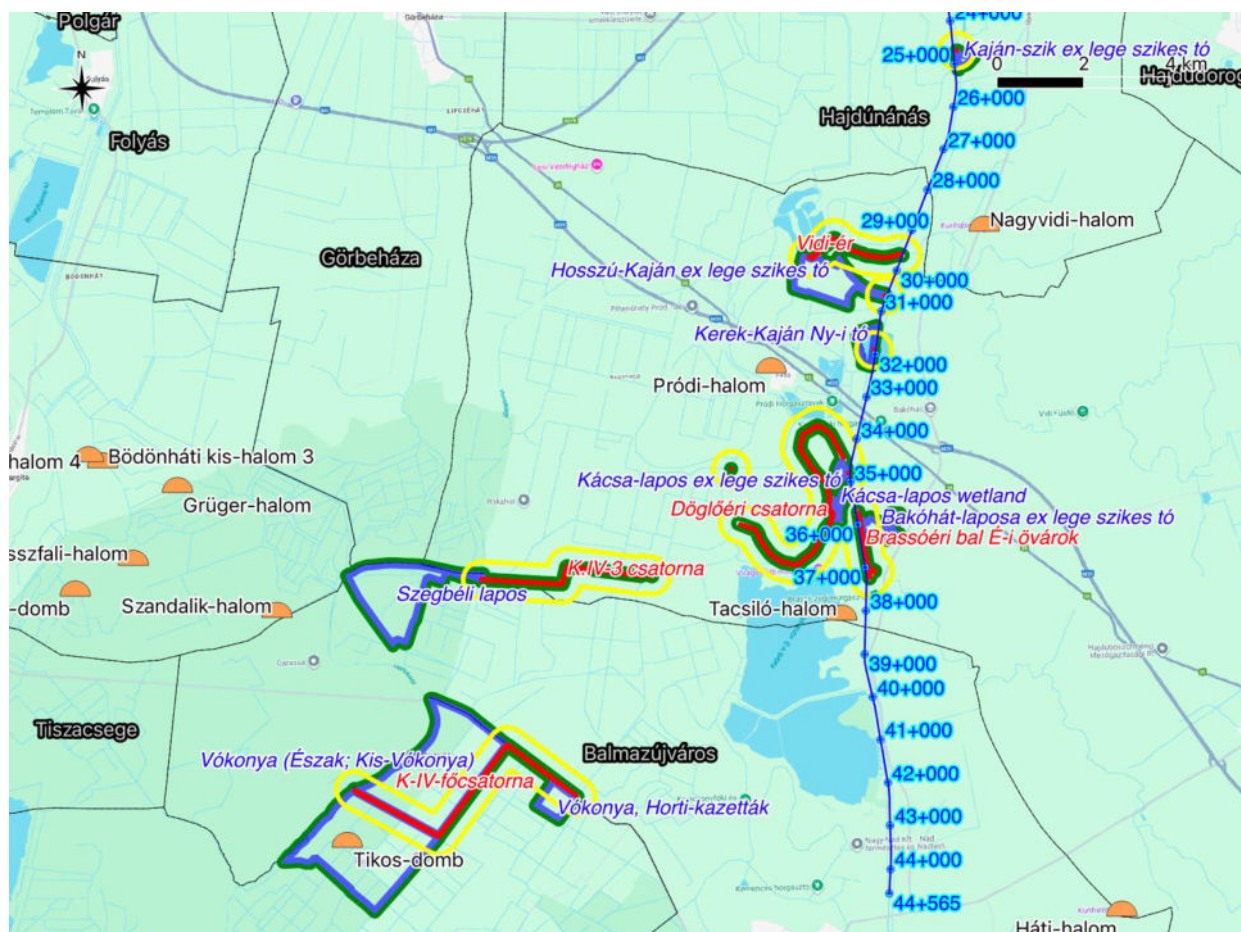 24+000
Polgár
Görbeháza
N
25+000
Kaján-szik ex lege szikes tó
0 2 4 km
Hajdúdorog
26+000
Hajdúnánás
Folyás
27+000
28+000
29+000
Nagyvidi-halom
Vidi-ér
Görbeháza
Hosszú-Kaján ex lege szikes tó
30+000
31+000
Kerek-Kaján Ny-i tó
32+000
Pródi-halom
33+000
34+000
halom 4
Bödönháti kis-halom 3
35+000
Kácsa-lapos ex lege szikes tó
Kácsa-lapos wetland
Grüger-halom
Döglőéri csatorna
Bakóhát-laposa ex lege szikes tó
36+000
Brassóéri bal É-i övárok
sszfali-halom
K.IV-3 csatorna
37+000
-domb
Szandalik-halom
Szegbéli lapos
Tacsiló-halom
38+000
39+000
40+000
Tiszacsege
41+000
Vókonya (Észak; Kis-Vókonya)
Balmazújváros
K-IV-főcsatorna
42+000
Vókonya, Horti-kazetták
43+000
Tikos-domb
44+000
44+565
Háti-halom